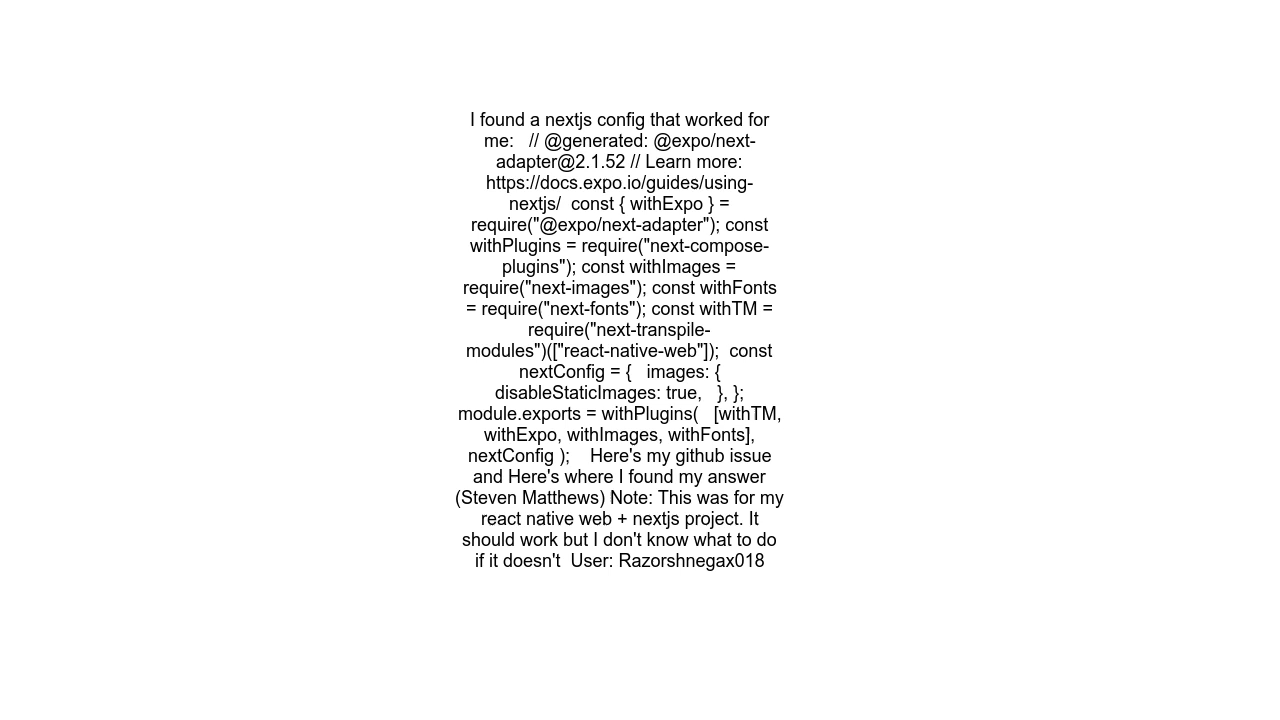 I found a nextjs config that worked for
me:   // @generated: @expo/next-
adapter@2.1.52 // Learn more:
https://docs.expo.io/guides/using-
nextjs/  const { withExpo } =
require("@expo/next-adapter"); const
withPlugins = require("next-compose-
plugins"); const withImages =
require("next-images"); const withFonts
= require("next-fonts"); const withTM =
require("next-transpile-
modules")(["react-native-web"]);  const
nextConfig = {   images: {
disableStaticImages: true,   }, };
module.exports = withPlugins(   [withTM,
withExpo, withImages, withFonts],
nextConfig );    Here's my github issue
and Here's where I found my answer
(Steven Matthews) Note: This was for my
react native web + nextjs project. It
should work but I don't know what to do
if it doesn't  User: Razorshnegax018